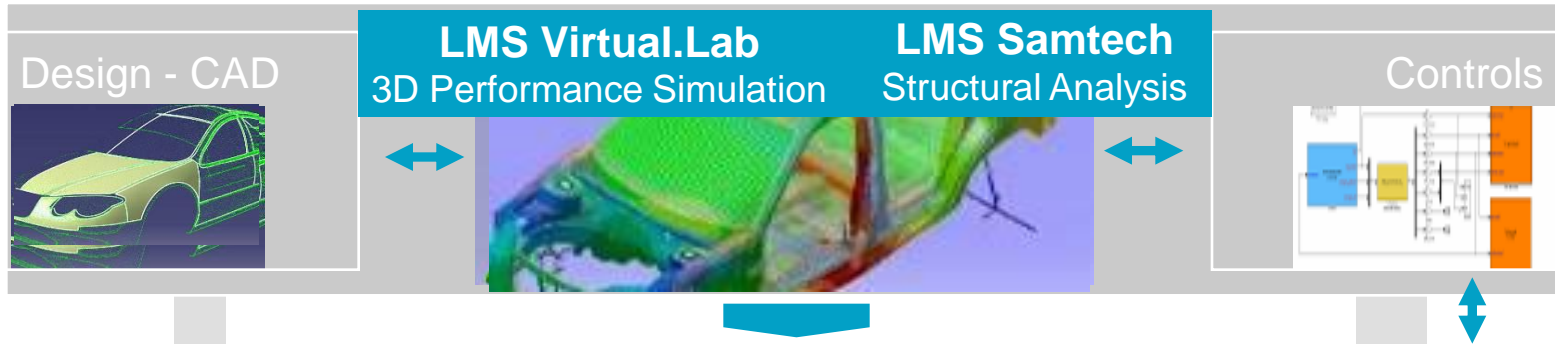 Design - CAD
LMS Virtual.Lab
3D Performance Simulation
LMS Samtech
Structural Analysis
Controls